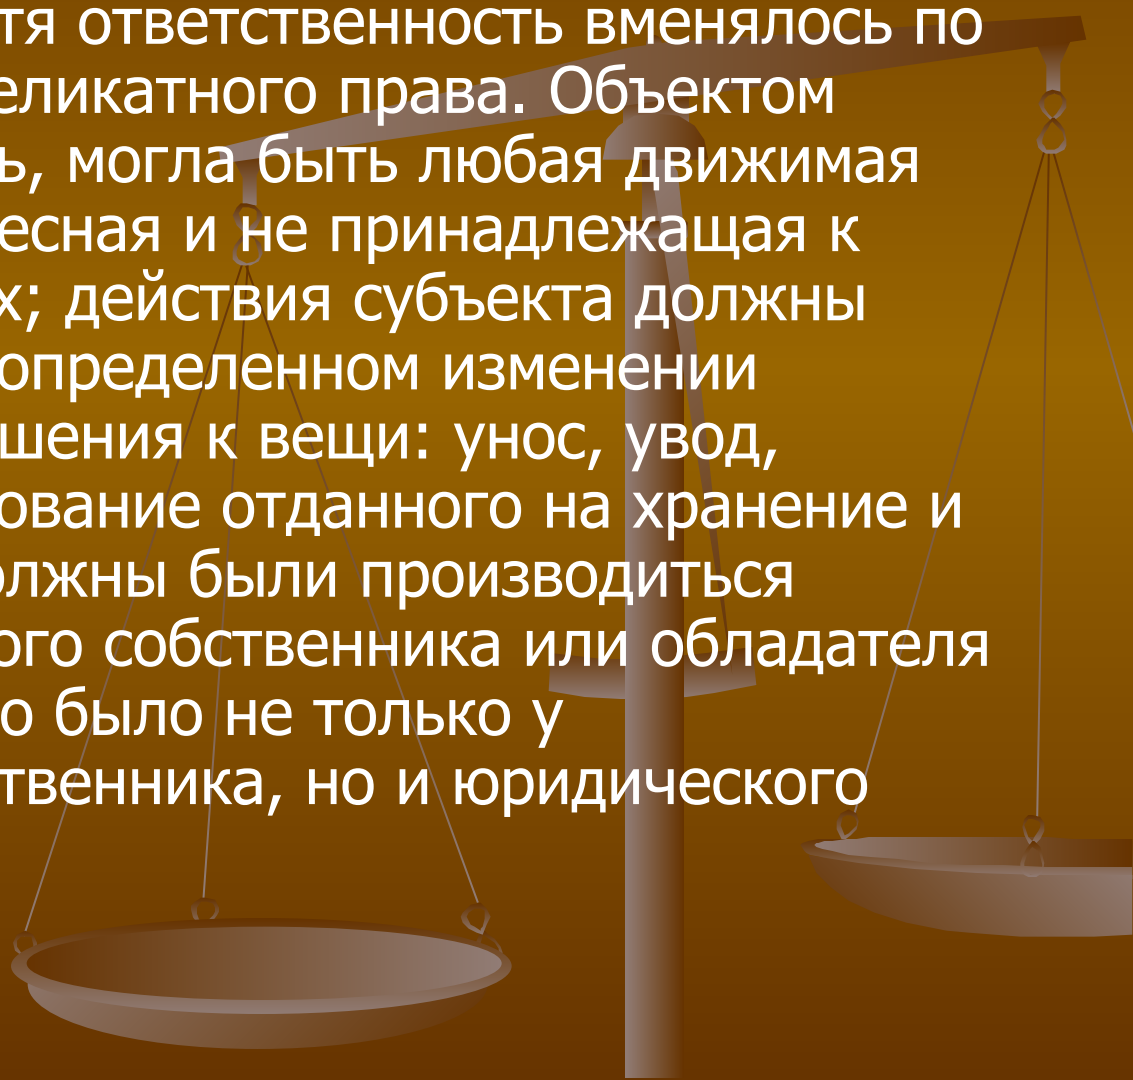 тя ответственность вменялось по
еликатного права. Объектом
ь, могла быть любая движимая
есная и не принадлежащая к
х; действия субъекта должны
определенном изменении
шения к вещи: унос, увод,
ование отданного на хранение и
олжны были производиться
ого собственника или обладателя
о было не только у
твенника, но и юридического